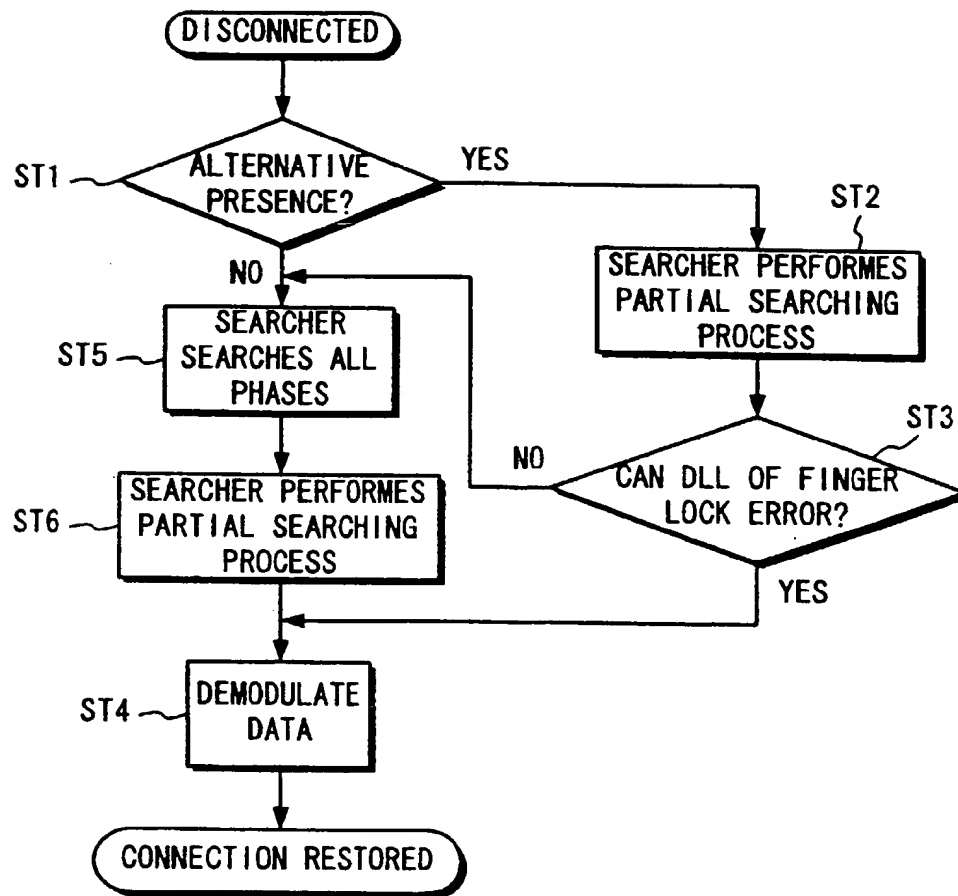 DISCONNECTED
ST1
ALTERNATIVE
PRESENCE?
YES
NO
ST2
SEARCHER PERFORMES
PARTIAL SEARCHING
PROCESS
ST3
CAN DLL OF FINGER
LOCK ERROR?
NO
YES
ST5
SEARCHER
SEARCHES ALL
PHASES
ST6
SEARCHER PERFORMES
PARTIAL SEARCHING
PROCESS
ST4
DEMODULATE
DATA
CONNECTION RESTORED